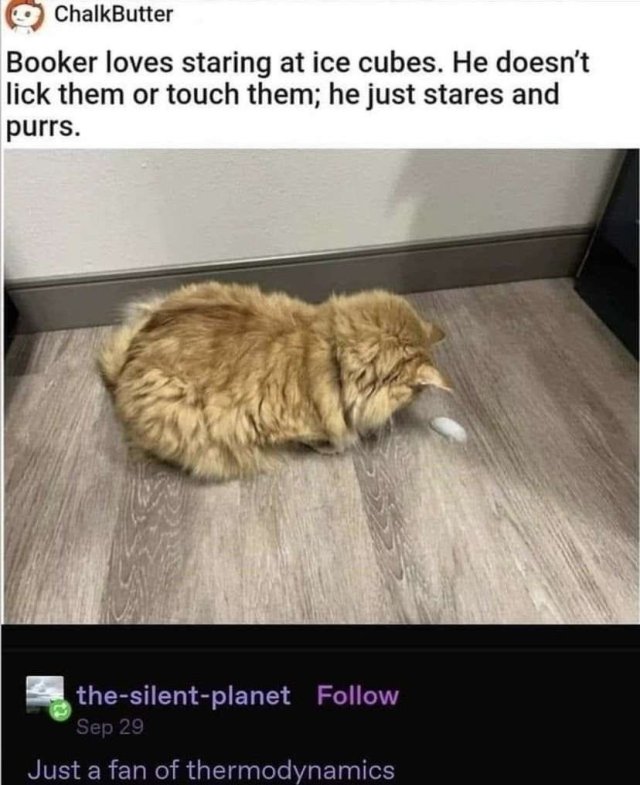 ChalkButter
Booker loves staring at ice cubes. He doesn't
lick them or touch them; he just stares and
purrs.
the-silent-planet Follow
Sep 29
Just a fan of thermodynamics